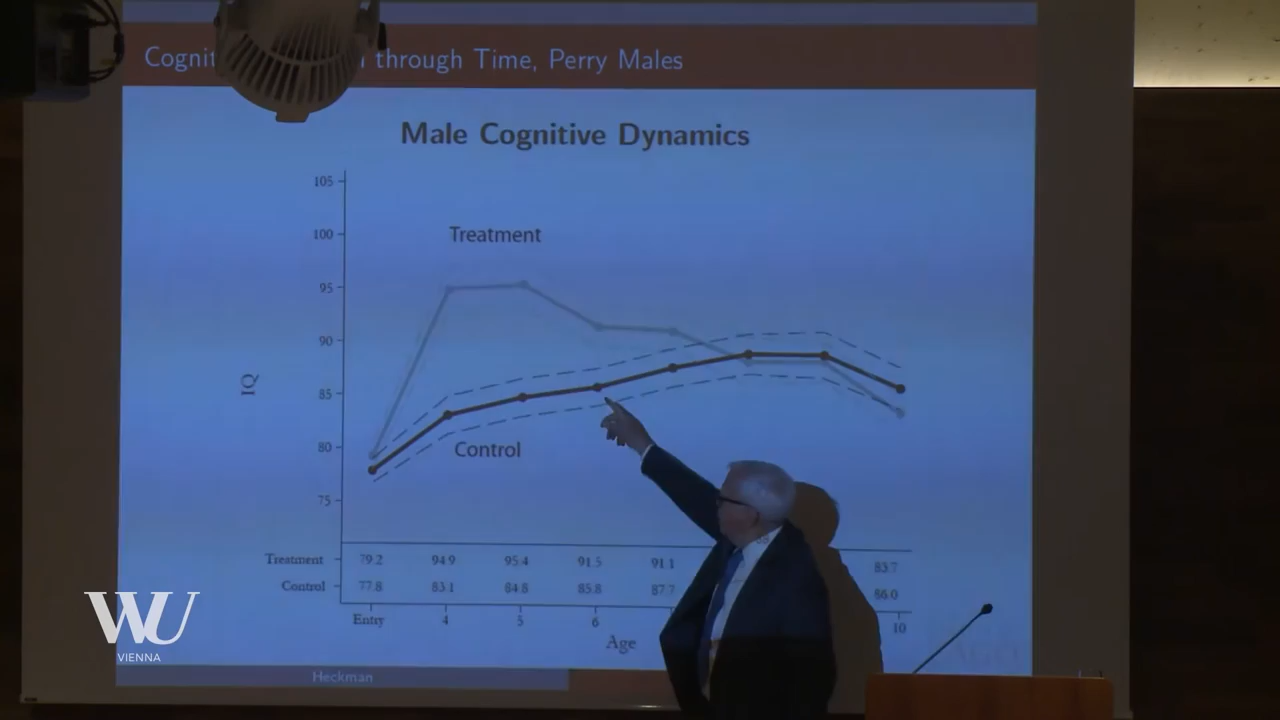 through Time, Perry Males
Male Cognitive Dynamics
105
100
95
90
85
80
75
IQ
Treatment
Control
Treatment 79.2 94.9 95.4 91.5 91.1 83.7
Control 77.8 83.1 84.8 85.8 87.7 86.0
Entry 4 5 6 10
Age
Heckman
WU
VIENNA